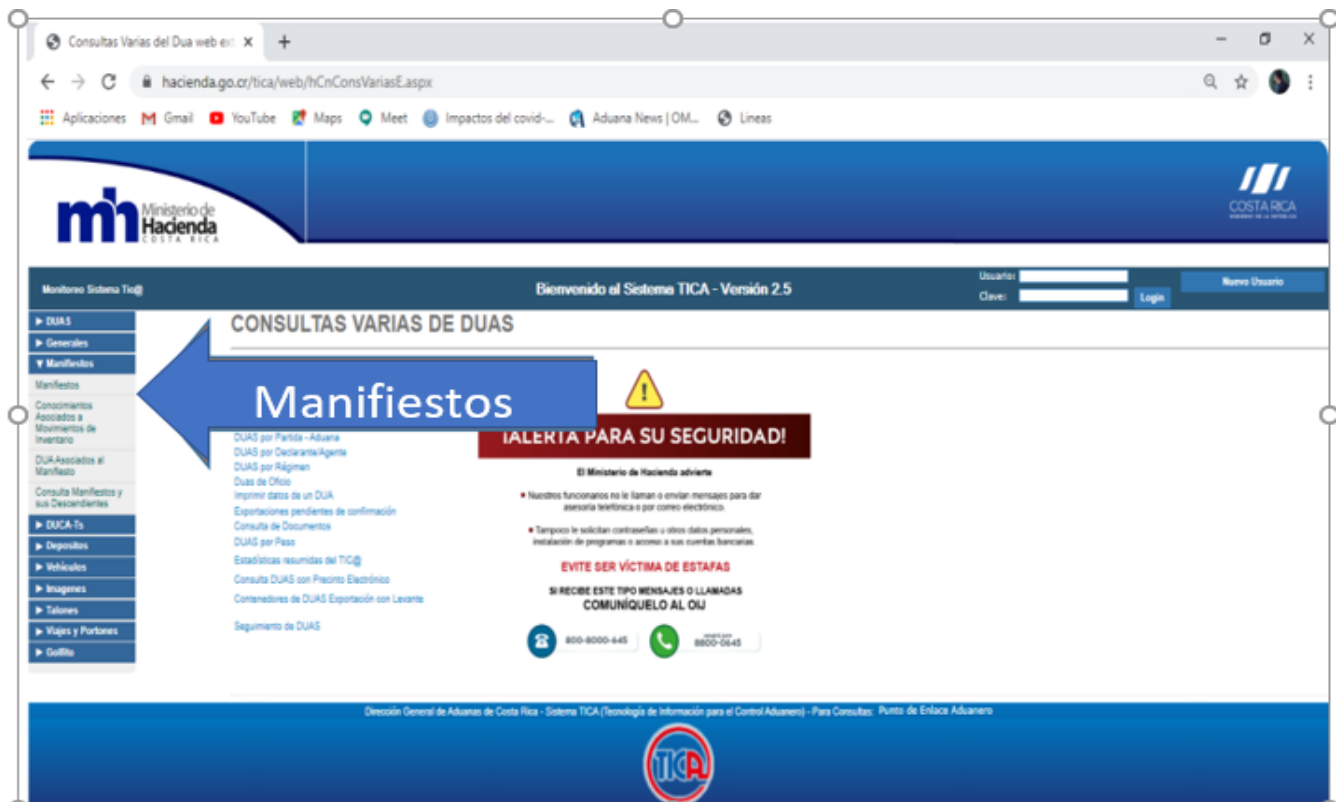 Consultas Varias del Dua web ext
hacienda.go.cr/tica/web/hCnConsVariasE.aspx
Aplicaciones Gmail YouTube Maps Meet Impactos del covid-... Aduana News | OM... Lineas
Ministerio de
Hacienda
COSTA RICA
COSTA RICA
GOBIERNO DE LA REPÚBLICA
Monitoreo Sistema Tic@
Bienvenido al Sistema TICA - Versión 2.5
Usuario:
Clave:
Login
Nuevo Usuario
DUAS
Generales
Manifiestos
Manifiestos
Conocimientos
Asociados a
Movimientos de
Inventario
DUA Asociados al
Manifiesto
Consulta Manifiestos y
sus Descendientes
DUCA-Ts
Depositos
Vehiculos
Imagenes
Talones
Viajes y Portones
Golfito
CONSULTAS VARIAS DE DUAS
Manifiestos
DUAS por Partida - Aduana
DUAS por Declarante/Agente
DUAS por Régimen
Duas de Oficio
Imprimir datos de un DUA
Exportaciones pendientes de confirmación
Consulta de Documentos
DUAS por Peso
Estadísticas resumidas del TIC@
Consulta DUAS con Precinto Electrónico
Contenedores de DUAS Exportación con Levante
Seguimiento de DUAS
¡ALERTA PARA SU SEGURIDAD!
El Ministerio de Hacienda advierte
• Nuestros funcionarios no le llaman o envían mensajes para dar
asesoría telefónica o por correo electrónico.
• Tampoco le solicitan contraseñas u otros datos personales,
instalación de programas o acceso a sus cuentas bancarias.
EVITE SER VÍCTIMA DE ESTAFAS
SI RECIBE ESTE TIPO MENSAJES O LLAMADAS
COMUNÍQUELO AL OIJ
800-8000-645
8800-0645
Dirección General de Aduanas de Costa Rica - Sistema TICA (Tecnología de Información para el Control Aduanero) - Para Consultas: Punto de Enlace Aduanero
TICA